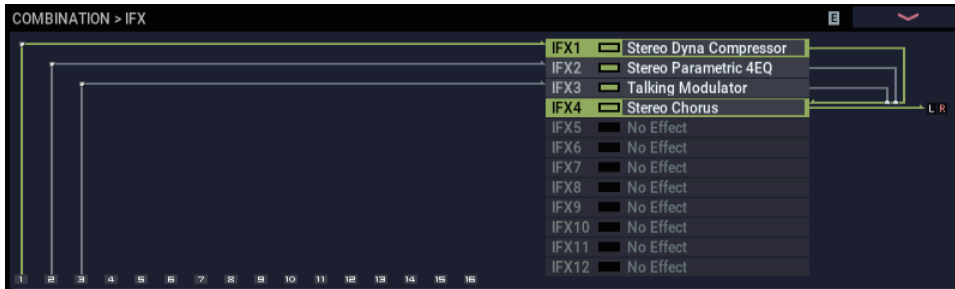 COMBINATION > IFX E
IFX1 Stereo Dyna Compressor
IFX2 Stereo Parametric 4EQ
IFX3 Talking Modulator
IFX4 Stereo Chorus L R
IFX5 No Effect
IFX6 No Effect
IFX7 No Effect
IFX8 No Effect
IFX9 No Effect
IFX10 No Effect
IFX11 No Effect
IFX12 No Effect
1 2 3 4 5 6 7 8 9 10 11 12 13 14 15 16